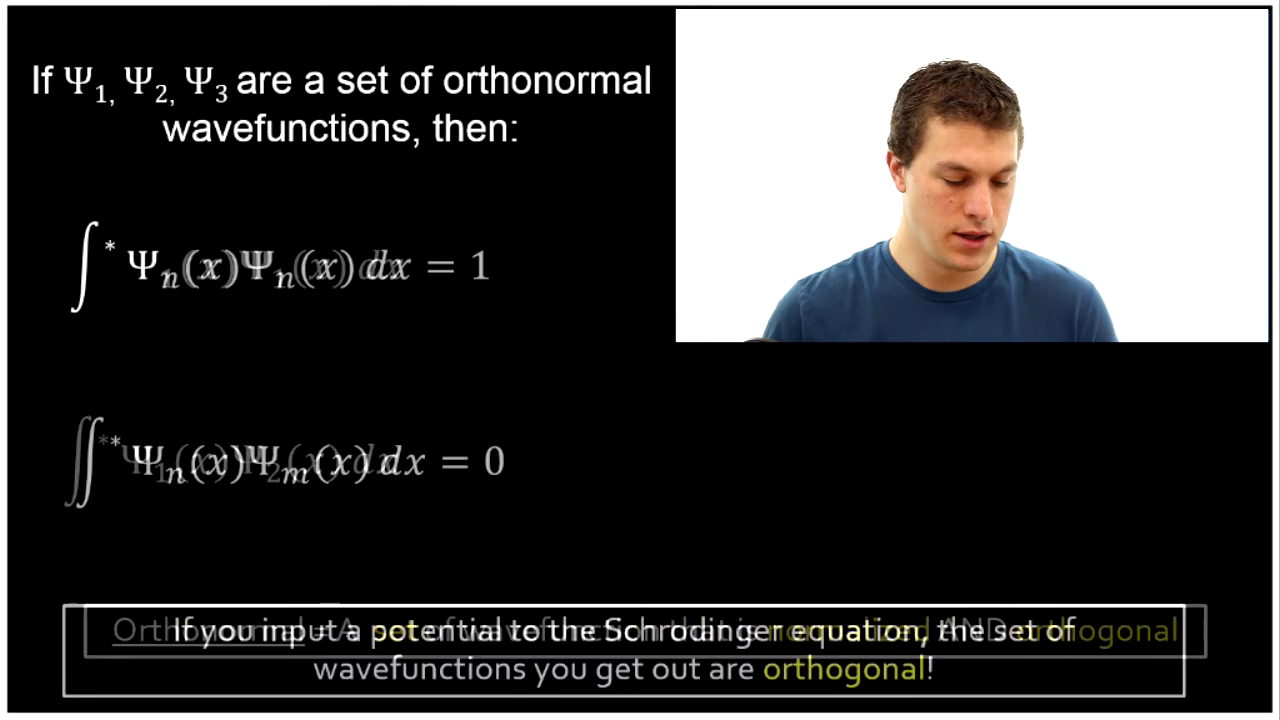 If Ψ₁, Ψ₂, Ψ₃ are a set of orthonormal
wavefunctions, then:
∫* Ψₙ(x)Ψₙ(x) dx = 1
∫* Ψₙ(x)Ψₘ(x) dx = 0
If you input a potential to the Schrodinger equation, the set of
wavefunctions you get out are orthogonal!